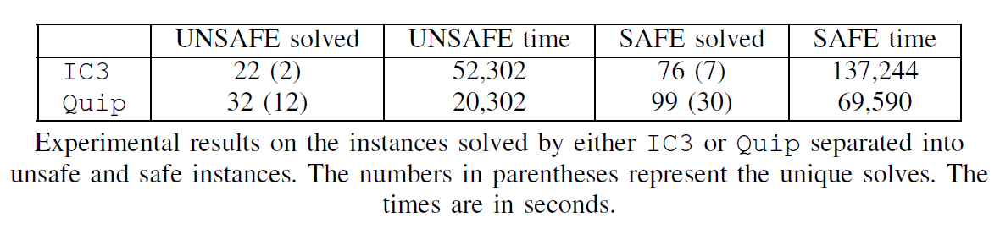 UNSAFE solved UNSAFE time SAFE solved SAFE time
IC3 22 (2) 52,302 76 (7) 137,244
Quip 32 (12) 20,302 99 (30) 69,590
Experimental results on the instances solved by either IC3 or Quip separated into
unsafe and safe instances. The numbers in parentheses represent the unique solves. The
times are in seconds.